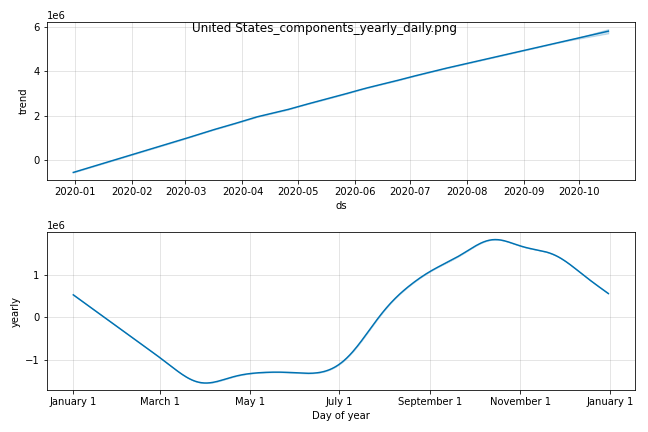 United States_components_yearly_daily.png
1e6
6
4
2
0
trend
2020-01 2020-02 2020-03 2020-04 2020-05 2020-06 2020-07 2020-08 2020-09 2020-10
ds
1e6
1
0
−1
yearly
January 1 March 1 May 1 July 1 September 1 November 1 January 1
Day of year